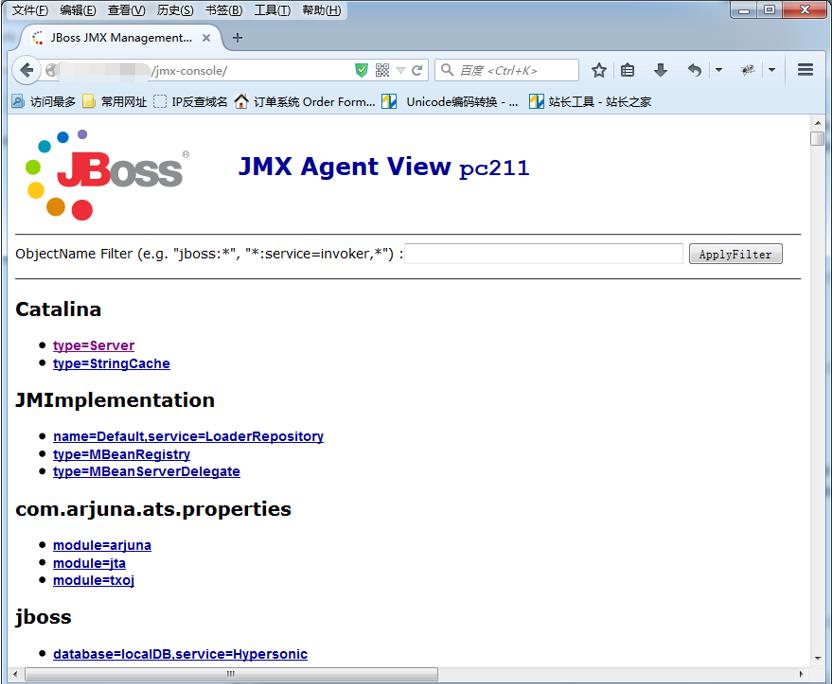 文件(F) 编辑(E) 查看(V) 历史(S) 书签(B) 工具(T) 帮助(H)
JBoss JMX Management... × +
/jmx-console/ 百度 <Ctrl+K>
访问最多 常用网址 IP反查域名 订单系统 Order Form... Unicode编码转换 - ... 站长工具 - 站长之家
JBoss® JMX Agent View pc211
ObjectName Filter (e.g. "jboss:*", "*:service=invoker,*") : ApplyFilter
Catalina
type=Server
type=StringCache
JMImplementation
name=Default,service=LoaderRepository
type=MBeanRegistry
type=MBeanServerDelegate
com.arjuna.ats.properties
module=arjuna
module=jta
module=txoj
jboss
database=localDB,service=Hypersonic